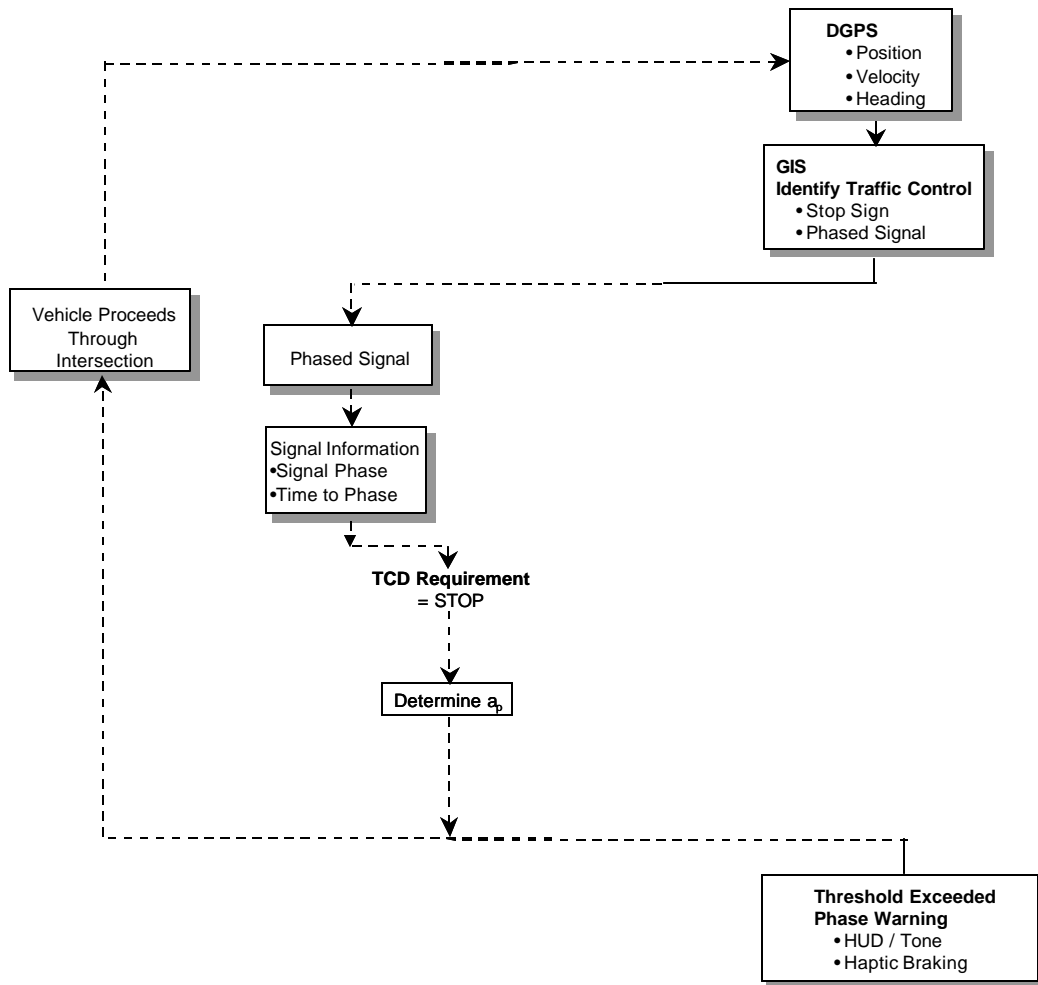 DGPS
•Position
•Velocity
•Heading
GIS
Identify Traffic Control
•Stop Sign
•Phased Signal
Vehicle Proceeds
Through
Intersection
Phased Signal
Signal Information
•Signal Phase
•Time to Phase
TCD Requirement
= STOP
Determine aₚ
Threshold Exceeded
Phase Warning
•HUD / Tone
•Haptic Braking